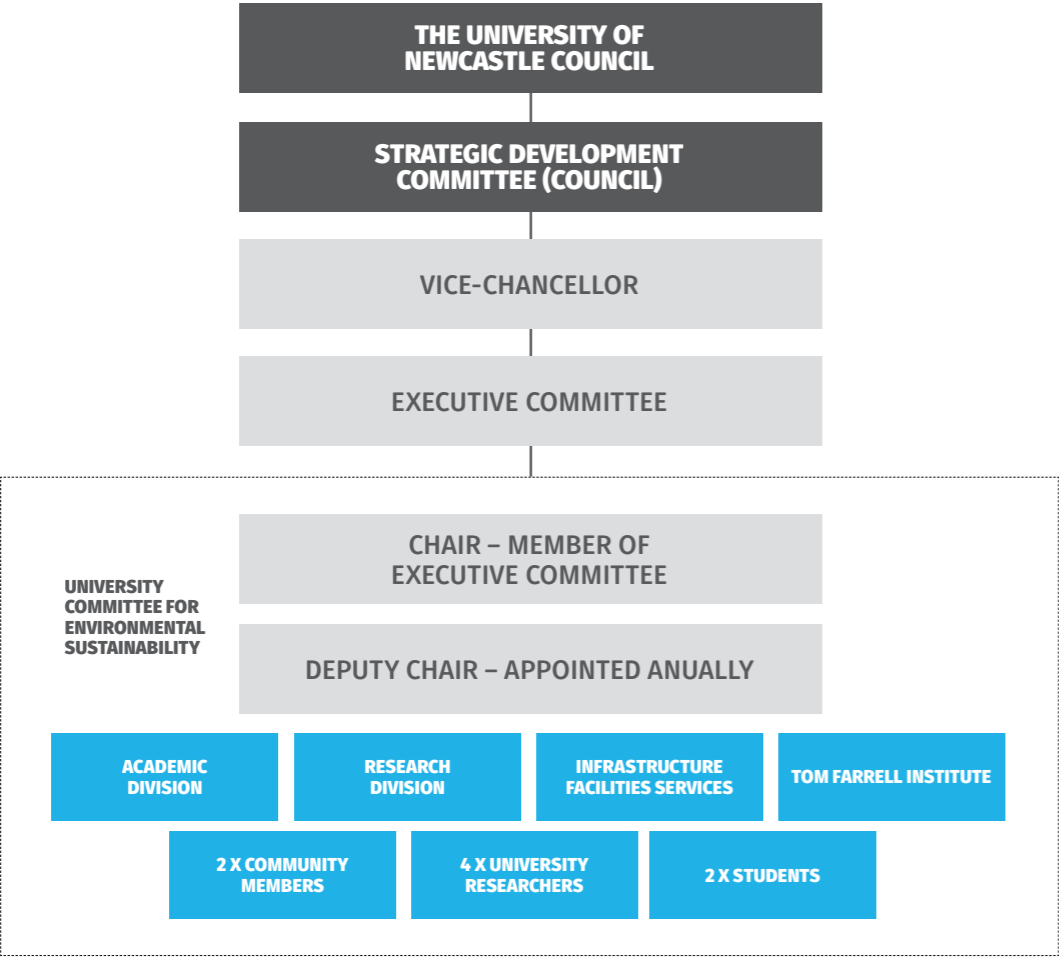 THE UNIVERSITY OF
NEWCASTLE COUNCIL
STRATEGIC DEVELOPMENT
COMMITTEE (COUNCIL)
VICE-CHANCELLOR
EXECUTIVE COMMITTEE
CHAIR – MEMBER OF
EXECUTIVE COMMITTEE
UNIVERSITY
COMMITTEE FOR
ENVIRONMENTAL
SUSTAINABILITY
DEPUTY CHAIR – APPOINTED ANUALLY
ACADEMIC
DIVISION
RESEARCH
DIVISION
INFRASTRUCTURE
FACILITIES SERVICES
TOM FARRELL INSTITUTE
2 X COMMUNITY
MEMBERS
4 X UNIVERSITY
RESEARCHERS
2 X STUDENTS